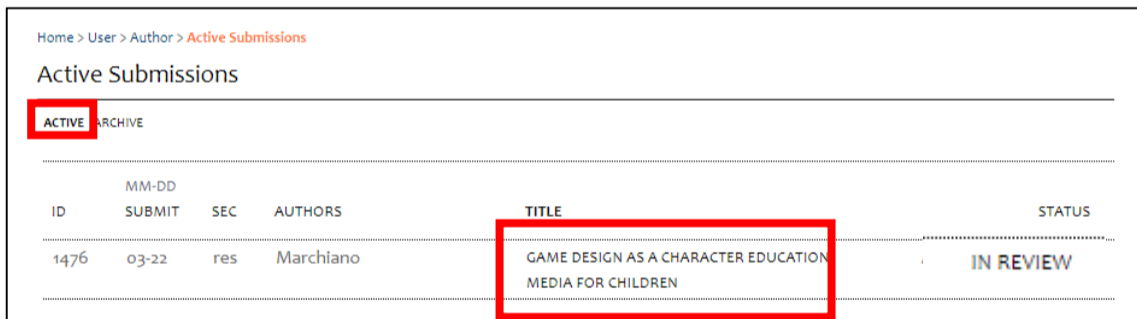 Home > User > Author > Active Submissions
Active Submissions
ACTIVE ARCHIVE
MM-DD
ID SUBMIT SEC AUTHORS TITLE STATUS
1476 03-22 res Marchiano GAME DESIGN AS A CHARACTER EDUCATION IN REVIEW
MEDIA FOR CHILDREN